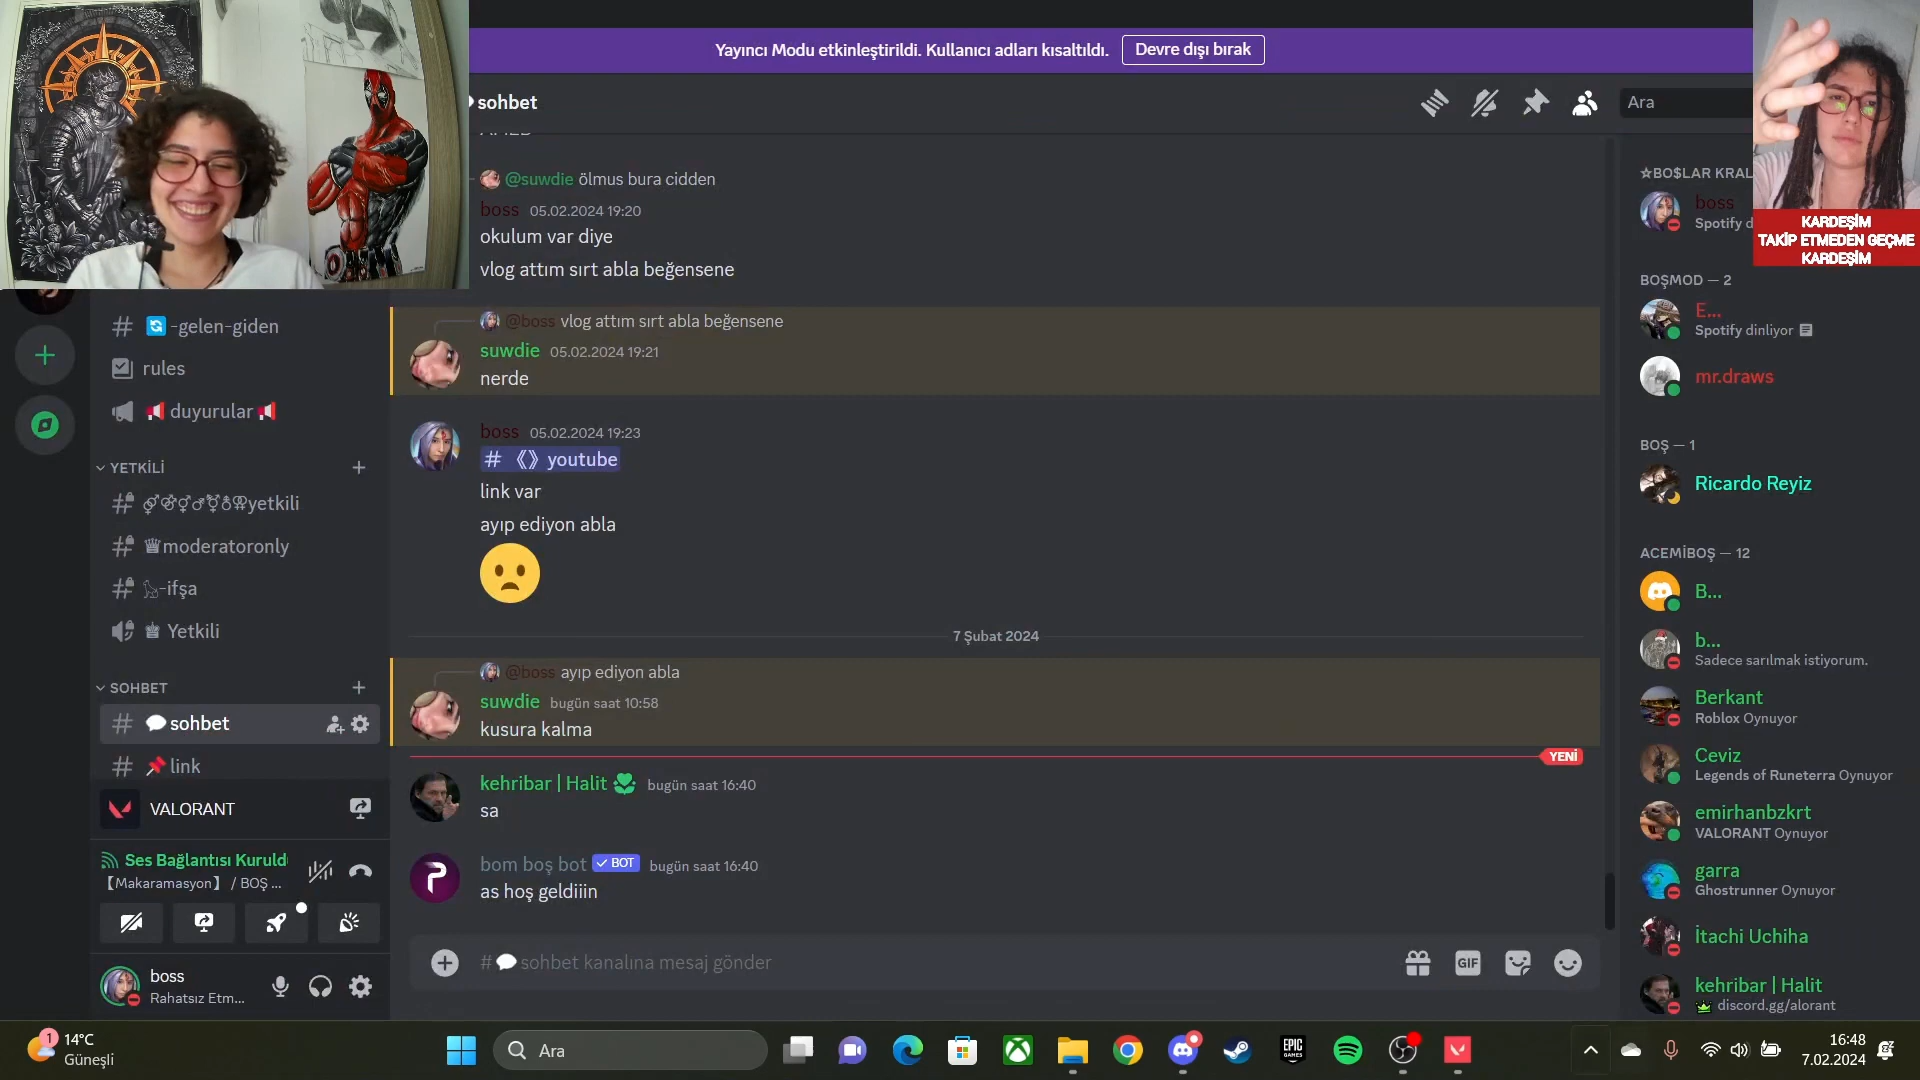 Yayıncı Modu etkinleştirildi. Kullanıcı adları kısaltıldı.
Devre dışı bırak
sohbet
Ara
@suwdie ölmus bura cidden
boss 05.02.2024 19:20
okulum var diye
vlog attım sırt abla beğensene
@boss vlog attım sırt abla beğensene
suwdie 05.02.2024 19:21
nerde
boss 05.02.2024 19:23
# 《》 youtube
link var
ayıp ediyon abla
7 Şubat 2024
@boss ayıp ediyon abla
suwdie bugün saat 10:58
kusura kalma
YENİ
kehribar | Halit bugün saat 16:40
sa
bom boş bot BOT bugün saat 16:40
as hoş geldiiin
# sohbet kanalına mesaj gönder
GIF
-gelen-giden
rules
duyurular
YETKİLİ
yetkili
moderatoronly
-ifşa
Yetkili
SOHBET
sohbet
link
VALORANT
Ses Bağlantısı Kuruld
【Makaramasyon】 / BOŞ ...
boss
Rahatsız Etm...
KARDEŞİM
TAKİP ETMEDEN GEÇME
KARDEŞİM
☆BO$LAR KRAL
boss
Spotify d
BOŞMOD — 2
E...
Spotify dinliyor
mr.draws
BOŞ — 1
Ricardo Reyiz
ACEMİBOŞ — 12
B...
b...
Sadece sarılmak istiyorum.
Berkant
Roblox Oynuyor
Ceviz
Legends of Runeterra Oynuyor
emirhanbzkrt
VALORANT Oynuyor
garra
Ghostrunner Oynuyor
İtachi Uchiha
kehribar | Halit
discord.gg/alorant
1
14°C
Güneşli
Ara
EPIC
GAMES
16:48
7.02.2024